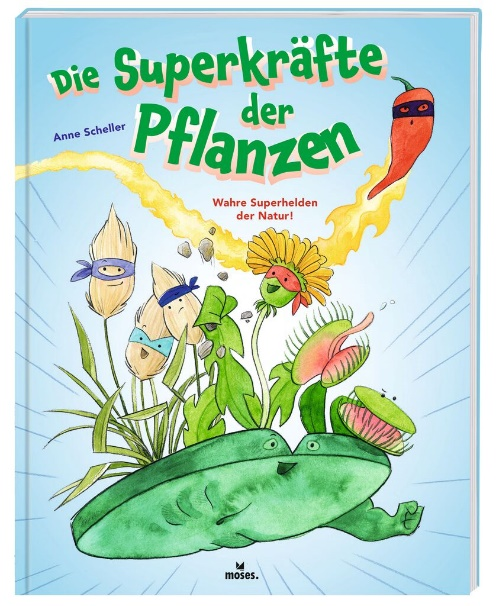 Die Superkräfte
der
Pflanzen
Anne Scheller
Wahre Superhelden
der Natur!
moses.